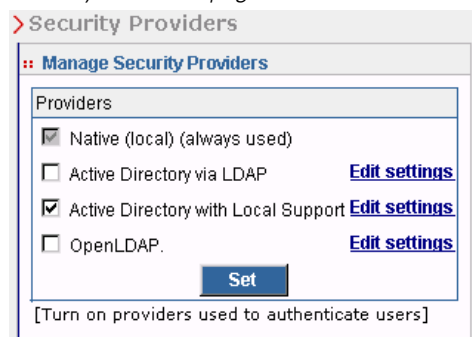 Security Providers
Manage Security Providers
Providers
Native (local) (always used)
Active Directory via LDAP Edit settings
Active Directory with Local Support Edit settings
OpenLDAP. Edit settings
Set
[Turn on providers used to authenticate users]